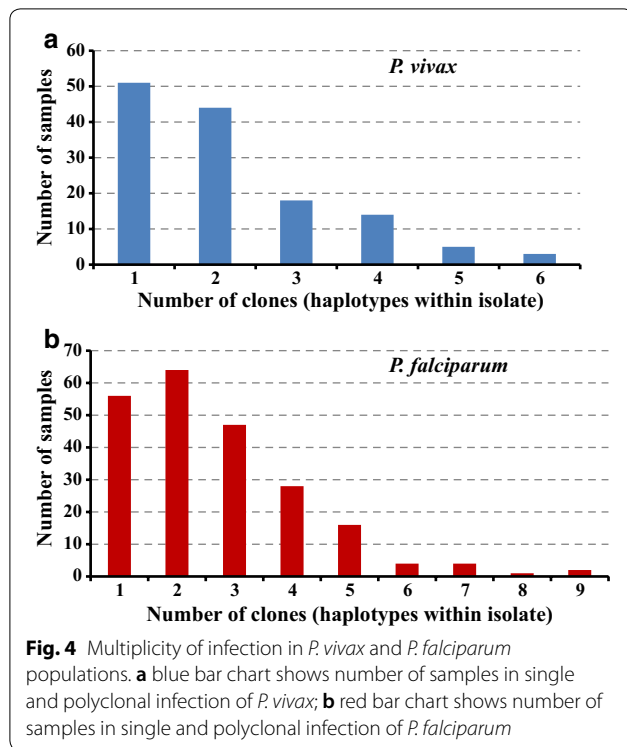 a
P. vivax
Number of samples
60
50
40
30
20
10
0
1 2 3 4 5 6
Number of clones (haplotypes within isolate)
b
P. falciparum
Number of samples
70
60
50
40
30
20
10
0
1 2 3 4 5 6 7 8 9
Number of clones (haplotypes within isolate)
Fig. 4 Multiplicity of infection in P. vivax and P. falciparum
populations. a blue bar chart shows number of samples in single
and polyclonal infection of P. vivax; b red bar chart shows number of
samples in single and polyclonal infection of P. falciparum